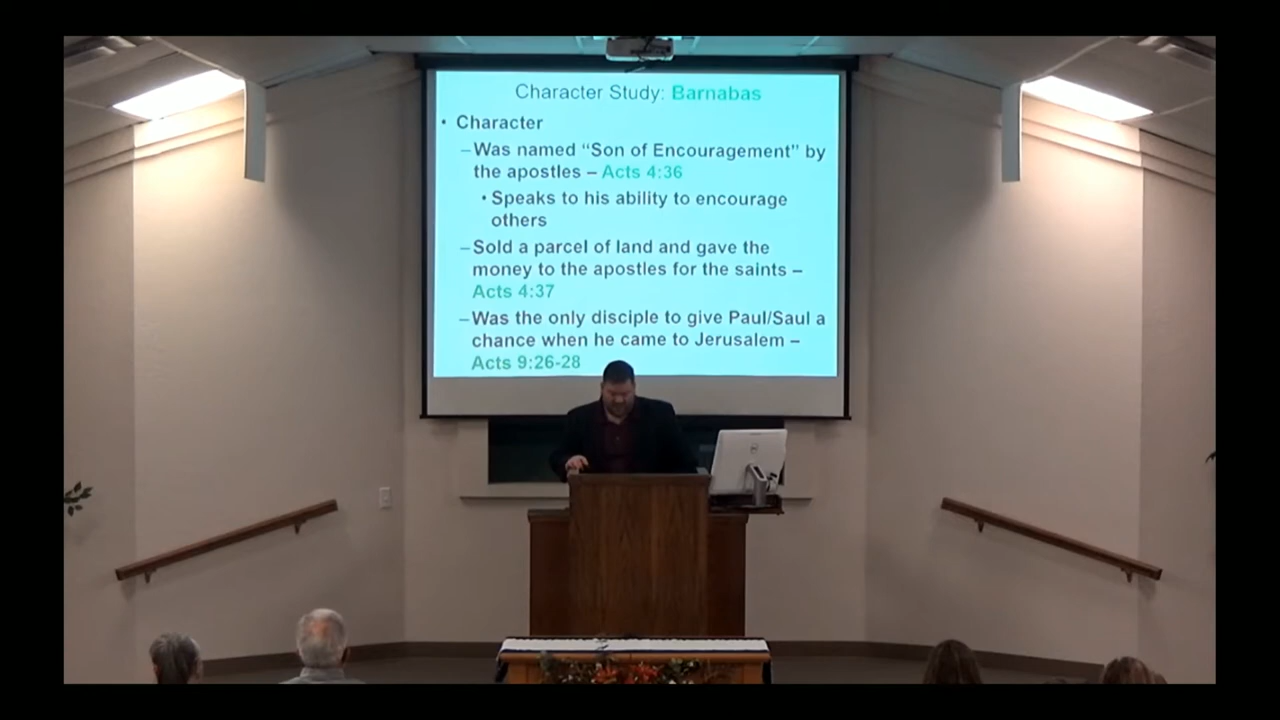 Character Study: Barnabas
• Character
–Was named “Son of Encouragement” by
the apostles – Acts 4:36
• Speaks to his ability to encourage
others
–Sold a parcel of land and gave the
money to the apostles for the saints –
Acts 4:37
–Was the only disciple to give Paul/Saul a
chance when he came to Jerusalem –
Acts 9:26-28